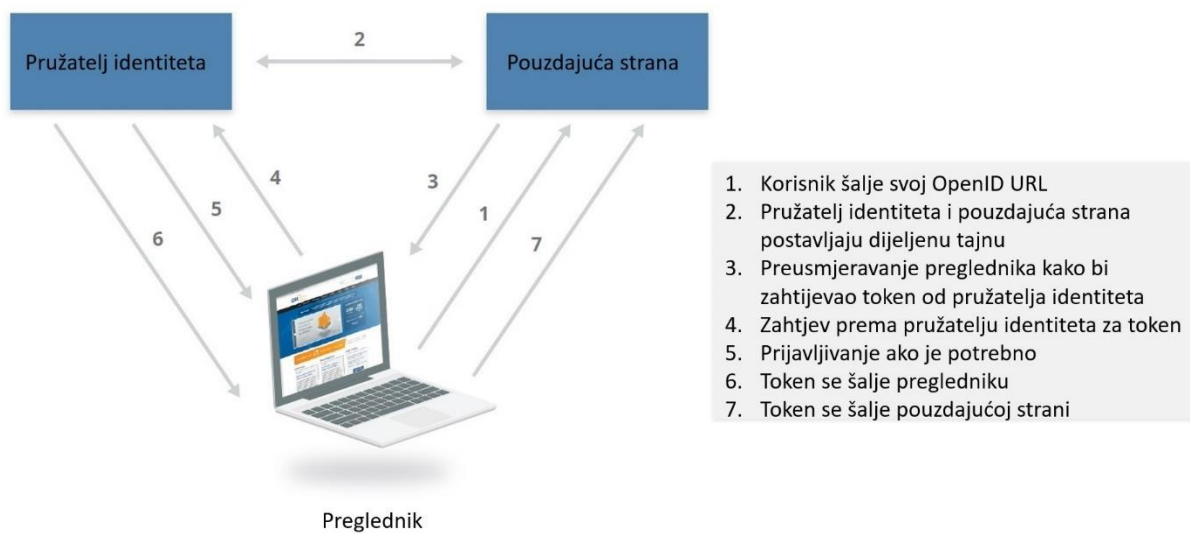 Pružatelj identiteta
2
Pouzdajuća strana
4
3
5
1
6
7
1. Korisnik šalje svoj OpenID URL
2. Pružatelj identiteta i pouzdajuća strana
postavljaju dijeljenu tajnu
3. Preusmjeravanje preglednika kako bi
zahtijevao token od pružatelja identiteta
4. Zahtjev prema pružatelju identiteta za token
5. Prijavljivanje ako je potrebno
6. Token se šalje pregledniku
7. Token se šalje pouzdajućoj strani
Preglednik